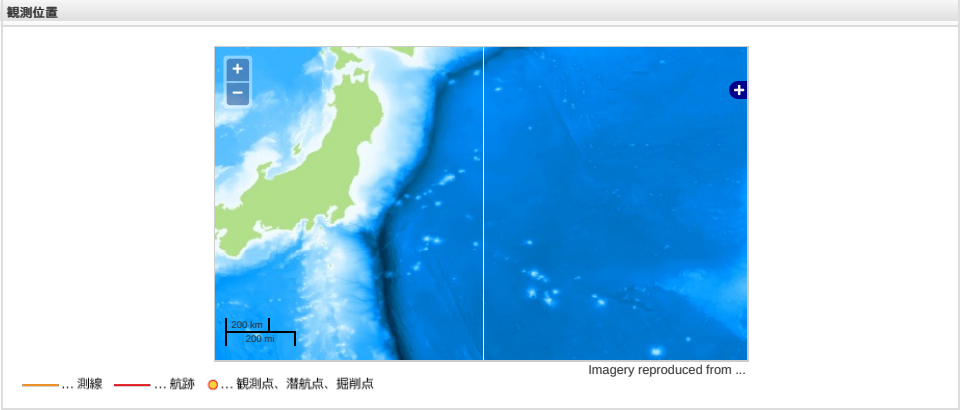 観測位置
+
−
+
200 km
200 mi
Imagery reproduced from ...
... 測線 ... 航跡 ... 観測点、潜航点、掘削点